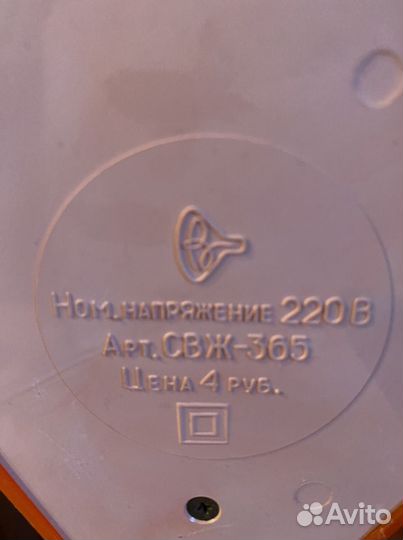 Ном. напряжение 220 В
Арт. СВЖ-365
Цена 4 руб.
Avito